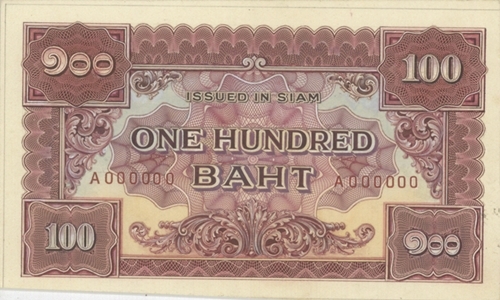 ๑๐๐ 100
ISSUED IN SIAM
ONE HUNDRED
A000000 BAHT A000000
100 ๑๐๐